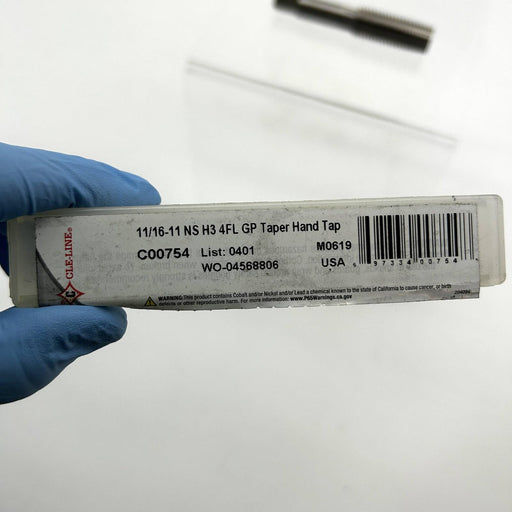 CLE-LINE®
11/16-11 NS H3 4FL GP Taper Hand Tap
C00754 List: 0401 M0619
WO-04568806 USA
97334 00754
WARNING: This product contains Cobalt and/or Nickel and/or Lead a chemical known to the state of California to cause cancer, or birth
defects or other reproductive harm. For more information: www.P65Warnings.ca.gov